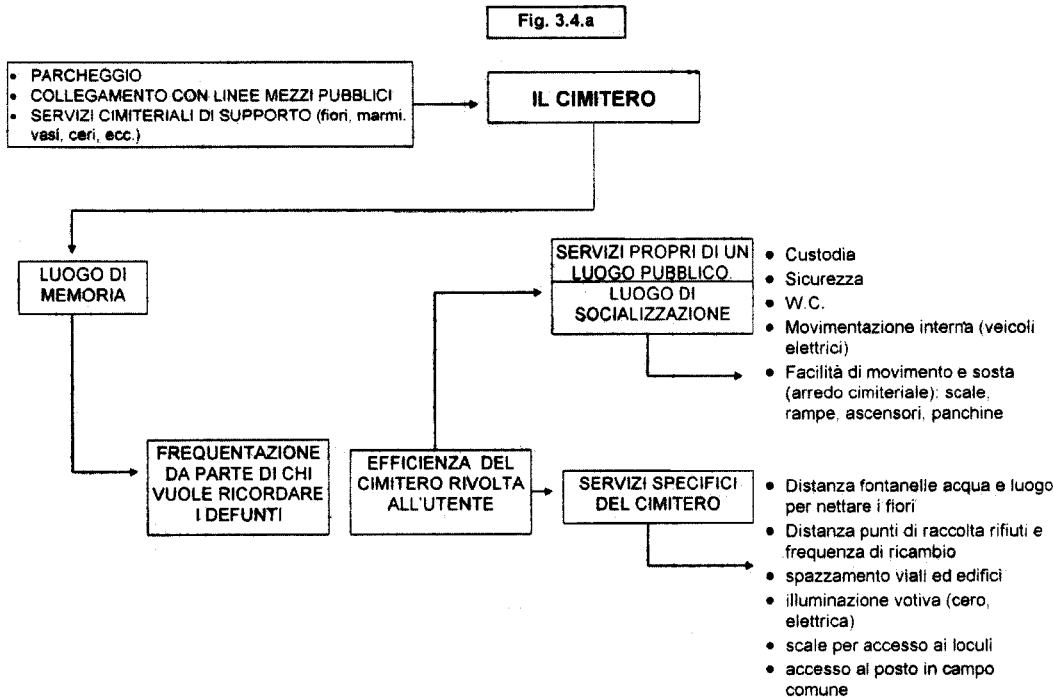 Fig. 3.4.a
• PARCHEGGIO
• COLLEGAMENTO CON LINEE MEZZI PUBBLICI
• SERVIZI CIMITERIALI DI SUPPORTO (fiori, marmi.
vasi, ceri, ecc.)
IL CIMITERO
LUOGO DI
MEMORIA
SERVIZI PROPRI DI UN
LUOGO PUBBLICO.
LUOGO DI
SOCIALIZZAZIONE
• Custodia
• Sicurezza
• W.C.
• Movimentazione interna (veicoli
elettrici)
• Facilità di movimento e sosta
(arredo cimiteriale): scale,
rampe, ascensori, panchine
FREQUENTAZIONE
DA PARTE DI CHI
VUOLE RICORDARE
I DEFUNTI
EFFICIENZA DEL
CIMITERO RIVOLTA
ALL'UTENTE
SERVIZI SPECIFICI
DEL CIMITERO
• Distanza fontanelle acqua e luogo
per nettare i fiori
• Distanza punti di raccolta rifiuti e
frequenza di ricambio
• spazzamento viali ed edifici
• illuminazione votiva (cero,
elettrica)
• scale per accesso ai loculi
• accesso al posto in campo
comune